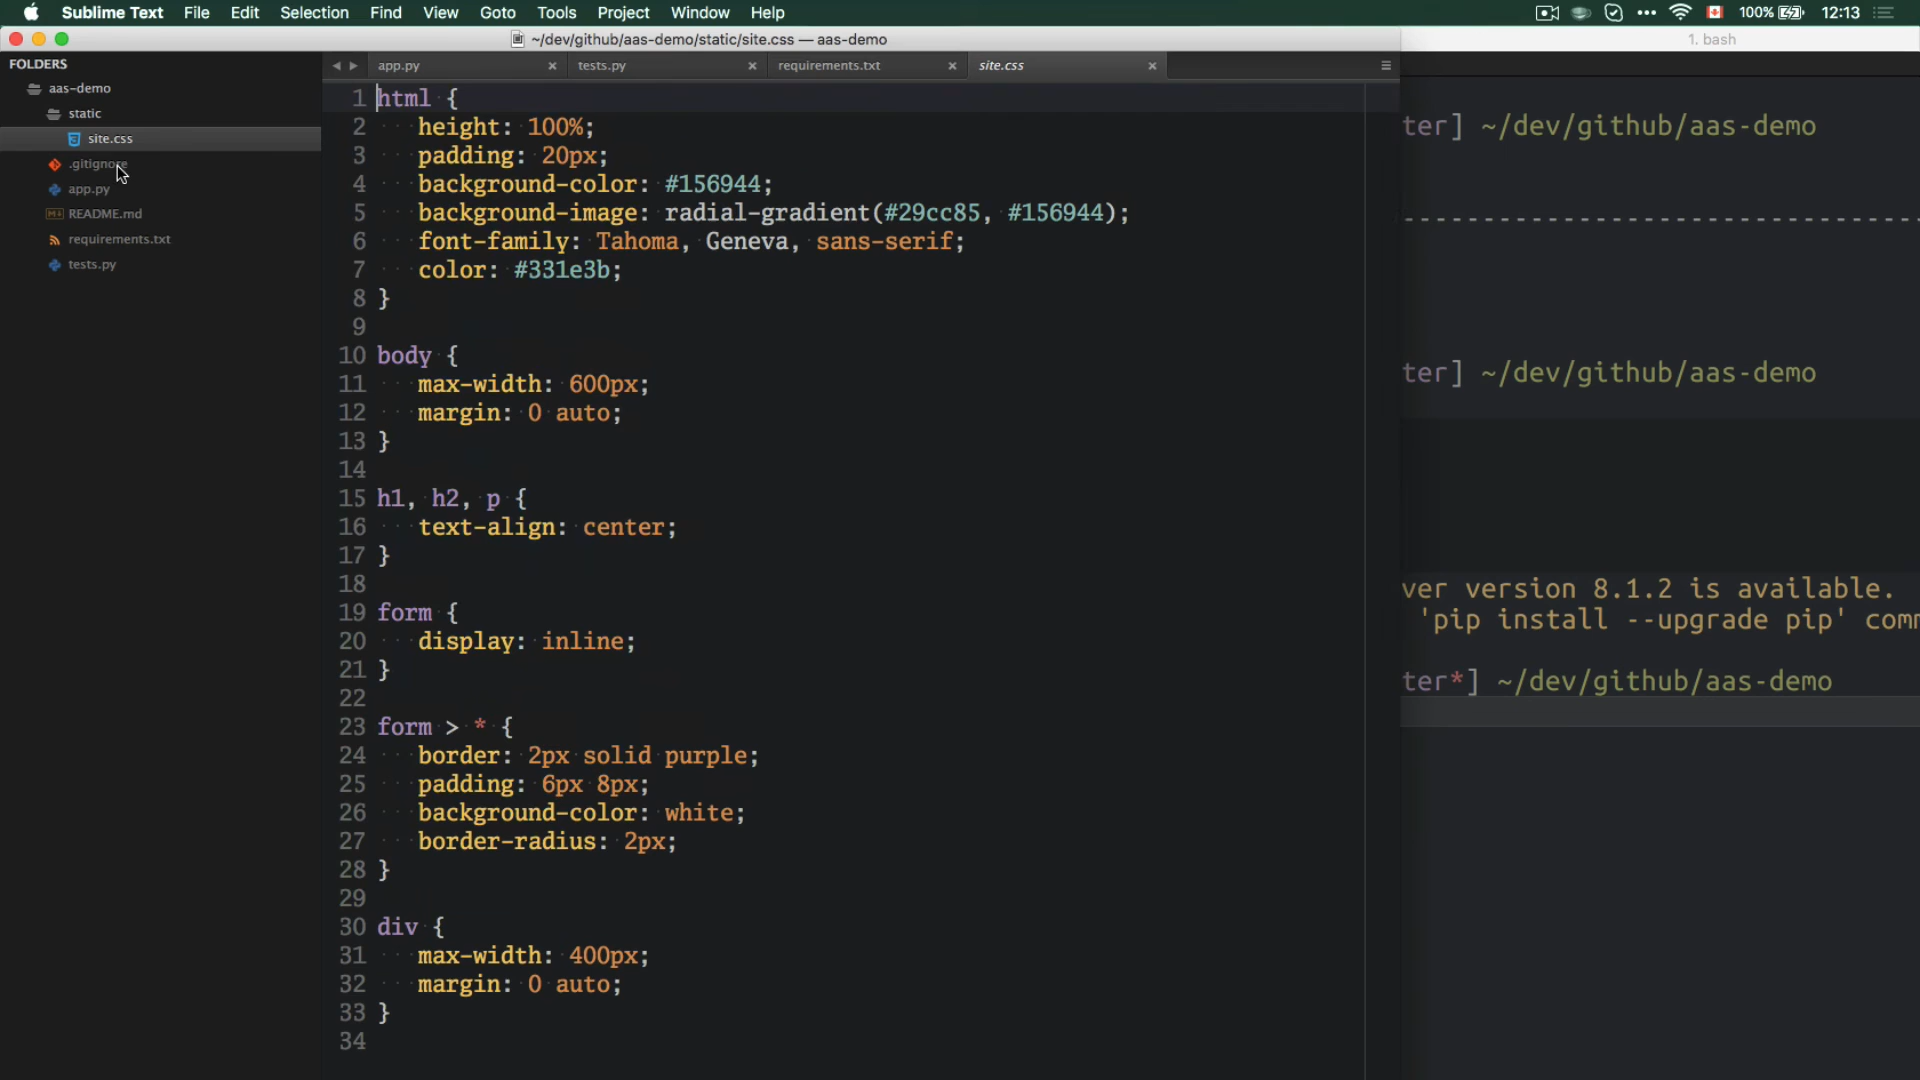 Sublime Text File Edit Selection Find View Goto Tools Project Window Help 100% 12:13
~/dev/github/aas-demo/static/site.css — aas-demo
1. bash
FOLDERS
aas-demo
static
site.css
.gitignore
app.py
README.md
requirements.txt
tests.py
app.py tests.py requirements.txt site.css
1 html {
2 height: 100%;
3 padding: 20px;
4 background-color: #156944;
5 background-image: radial-gradient(#29cc85, #156944);
6 font-family: Tahoma, Geneva, sans-serif;
7 color: #331e3b;
8 }
9
10 body {
11 max-width: 600px;
12 margin: 0 auto;
13 }
14
15 h1, h2, p {
16 text-align: center;
17 }
18
19 form {
20 display: inline;
21 }
22
23 form > * {
24 border: 2px solid purple;
25 padding: 6px 8px;
26 background-color: white;
27 border-radius: 2px;
28 }
29
30 div {
31 max-width: 400px;
32 margin: 0 auto;
33 }
34
ter] ~/dev/github/aas-demo
--------------------------------
ter] ~/dev/github/aas-demo
ver version 8.1.2 is available.
'pip install --upgrade pip' comm
ter*] ~/dev/github/aas-demo